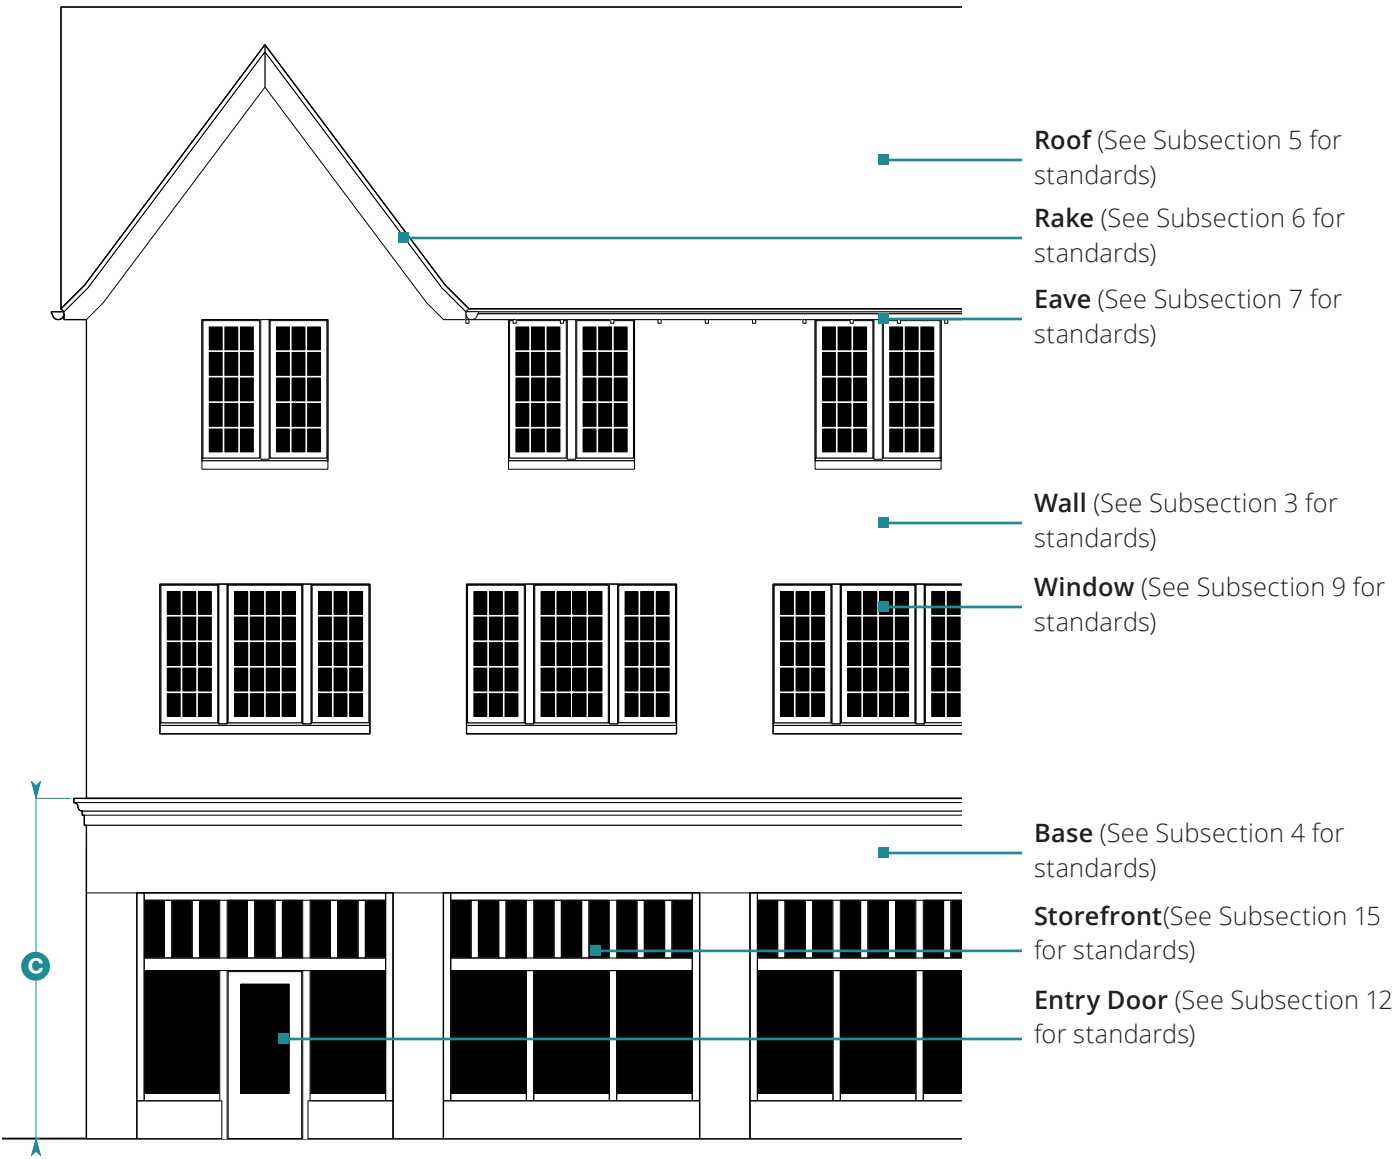 Roof (See Subsection 5 for
standards)
Rake (See Subsection 6 for
standards)
Eave (See Subsection 7 for
standards)
Wall (See Subsection 3 for
standards)
Window (See Subsection 9 for
standards)
Base (See Subsection 4 for
standards)
Storefront(See Subsection 15
for standards)
C
Entry Door (See Subsection 12
for standards)